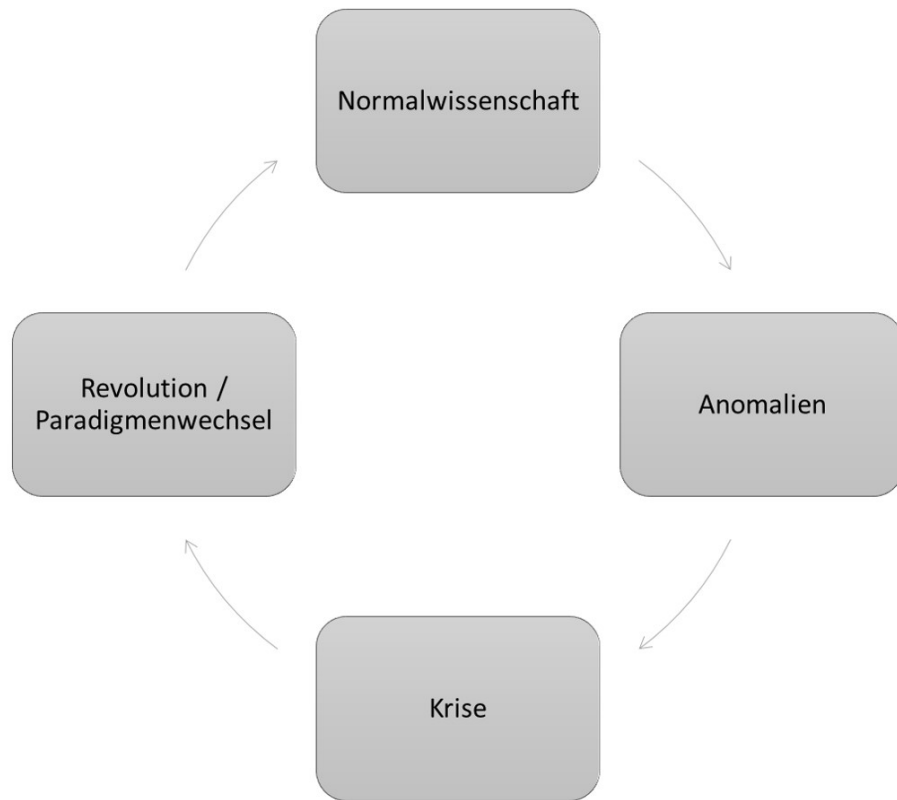 Normalwissenschaft
Revolution /
Paradigmenwechsel
Anomalien
Krise